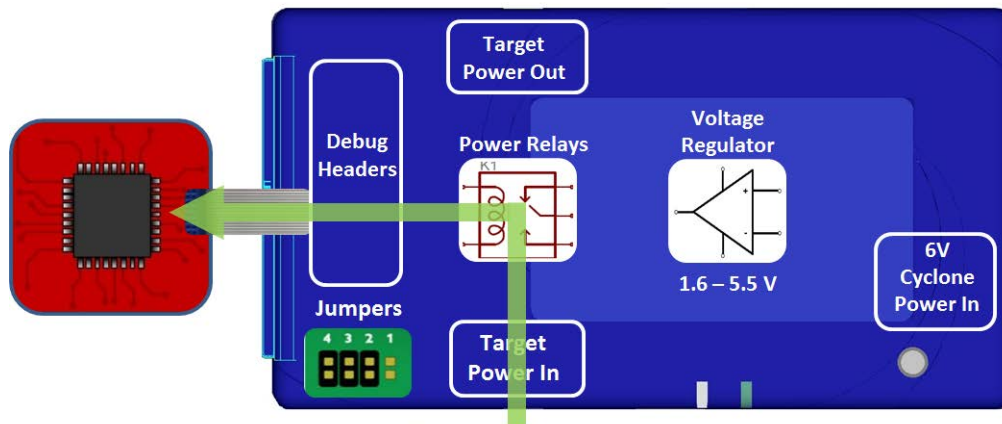 Target
Power Out
Debug
Headers
Power Relays
K1
Voltage
Regulator
+
-
1.6 – 5.5 V
6V
Cyclone
Power In
Jumpers
4 3 2 1
Target
Power In